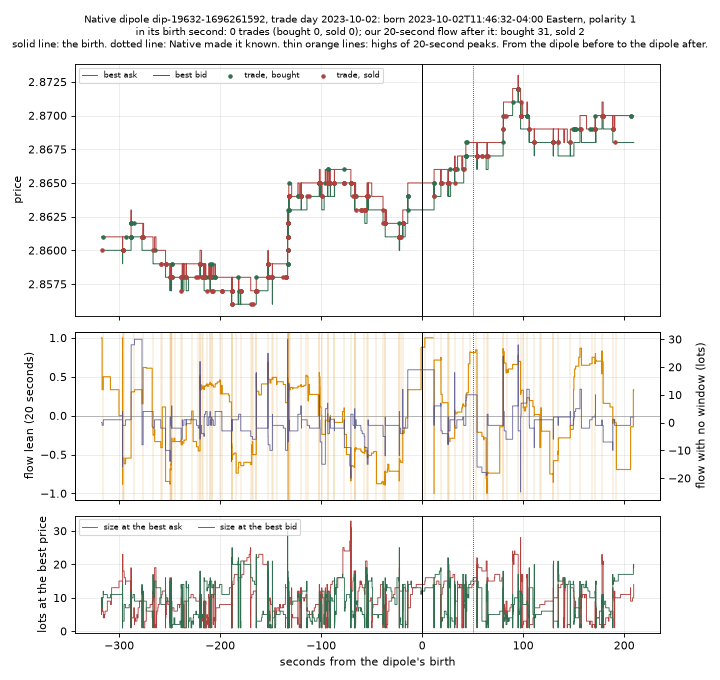 Native dipole dip-19632-1696261592, trade day 2023-10-02: born 2023-10-02T11:46:32-04:00 Eastern, polarity 1
in its birth second: 0 trades (bought 0, sold 0); our 20-second flow after it: bought 31, sold 2
solid line: the birth. dotted line: Native made it known. thin orange lines: highs of 20-second peaks. From the dipole before to the dipole after.
best ask
best bid
trade, bought
trade, sold
2.8725
2.8700
2.8675
2.8650
2.8625
2.8600
2.8575
price
1.0
0.5
0.0
−0.5
−1.0
flow lean (20 seconds)
30
20
10
0
−10
−20
flow with no window (lots)
size at the best ask
size at the best bid
30
20
10
0
lots at the best price
−300
−200
−100
0
100
200
seconds from the dipole's birth